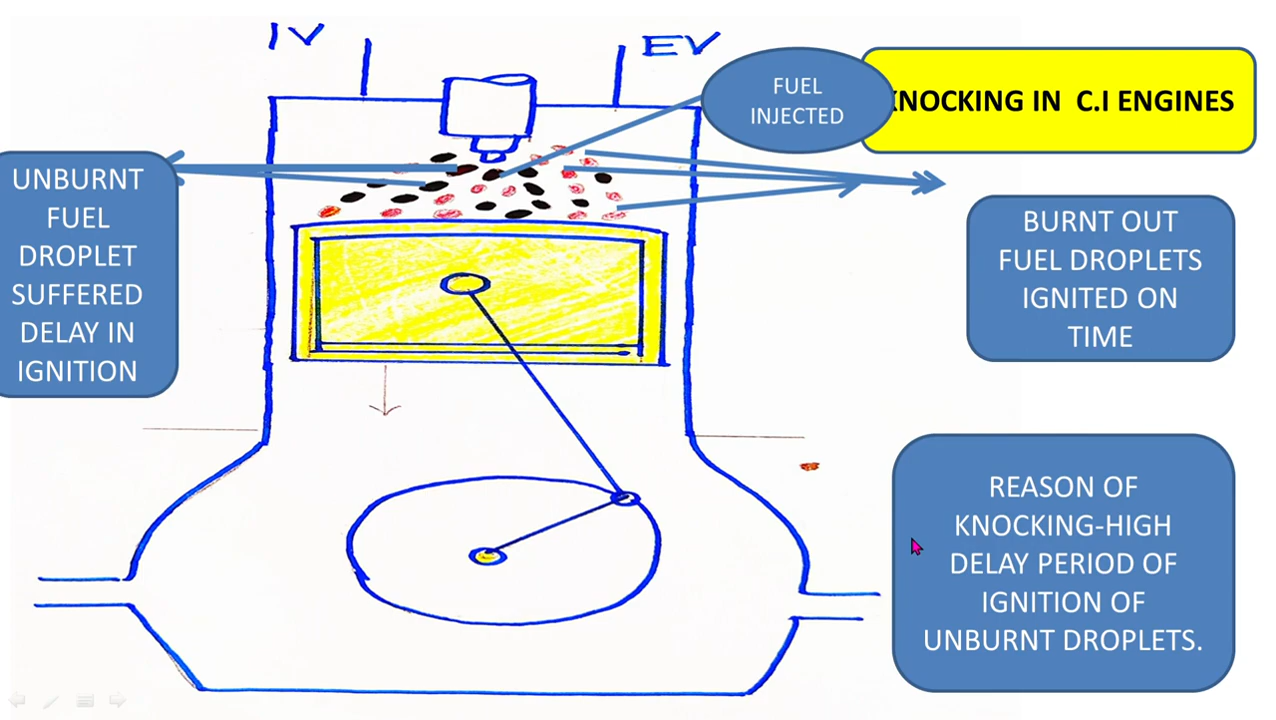 IV
EV
FUEL
INJECTED
KNOCKING IN C.I ENGINES
UNBURNT
FUEL
DROPLET
SUFFERED
DELAY IN
IGNITION
BURNT OUT
FUEL DROPLETS
IGNITED ON
TIME
REASON OF
KNOCKING-HIGH
DELAY PERIOD OF
IGNITION OF
UNBURNT DROPLETS.